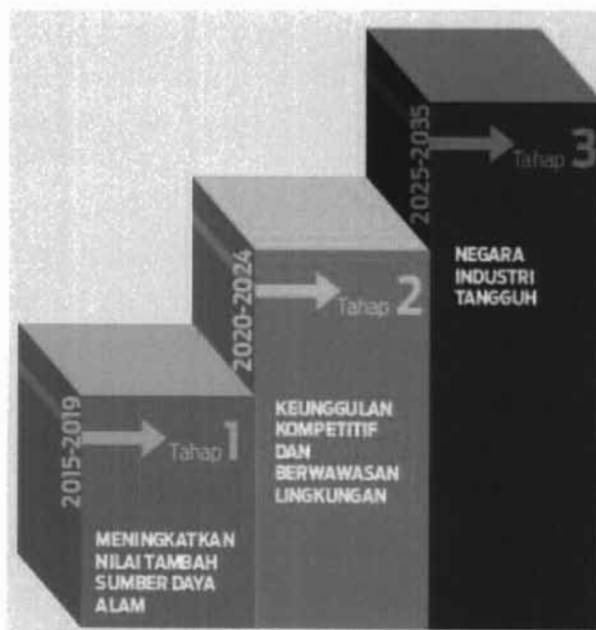 2015-2019
Tahap 1
MENINGKATKAN
NILAI TAMBAH
SUMBER DAYA
ALAM
2020-2024
Tahap 2
KEUNGGULAN
KOMPETITIF
DAN
BERWAWASAN
LINGKUNGAN
2025-2035
Tahap 3
NEGARA
INDUSTRI
TANGGUH